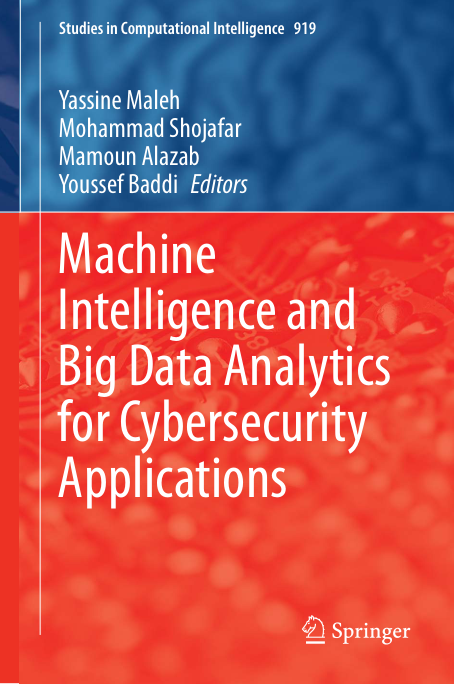 Studies in Computational Intelligence 919
Yassine Maleh
Mohammad Shojafar
Mamoun Alazab
Youssef Baddi Editors
Machine
Intelligence and
Big Data Analytics
for Cybersecurity
Applications
Springer